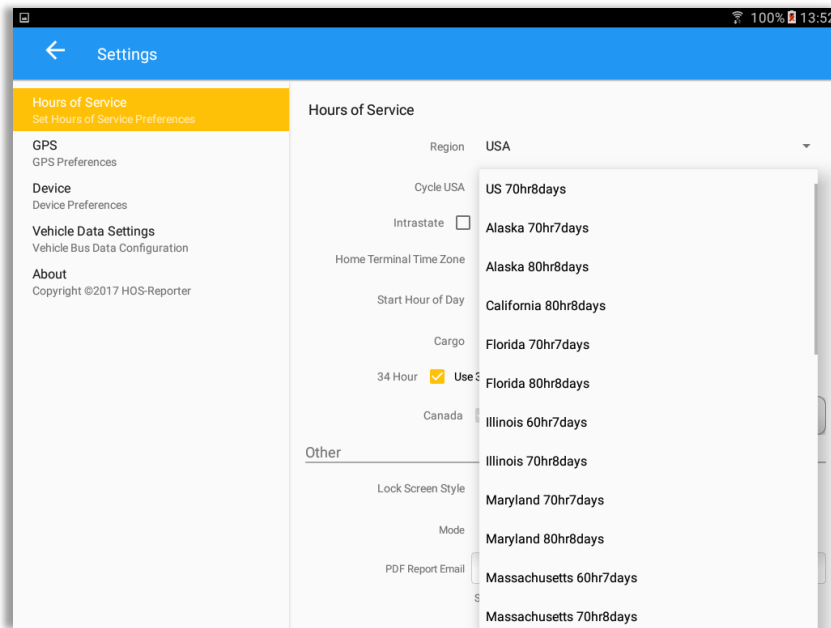 100% 13:52
Settings
Hours of Service
Set Hours of Service Preferences
GPS
GPS Preferences
Device
Device Preferences
Vehicle Data Settings
Vehicle Bus Data Configuration
About
Copyright ©2017 HOS-Reporter
Hours of Service
Region USA
Cycle USA
Intrastate
Home Terminal Time Zone
Start Hour of Day
Cargo
34 Hour Use
Canada
Other
Lock Screen Style
Mode
PDF Report Email
US 70hr8days
Alaska 70hr7days
Alaska 80hr8days
California 80hr8days
Florida 70hr7days
Florida 80hr8days
Illinois 60hr7days
Illinois 70hr8days
Maryland 70hr7days
Maryland 80hr8days
Massachusetts 60hr7days
Massachusetts 70hr8days